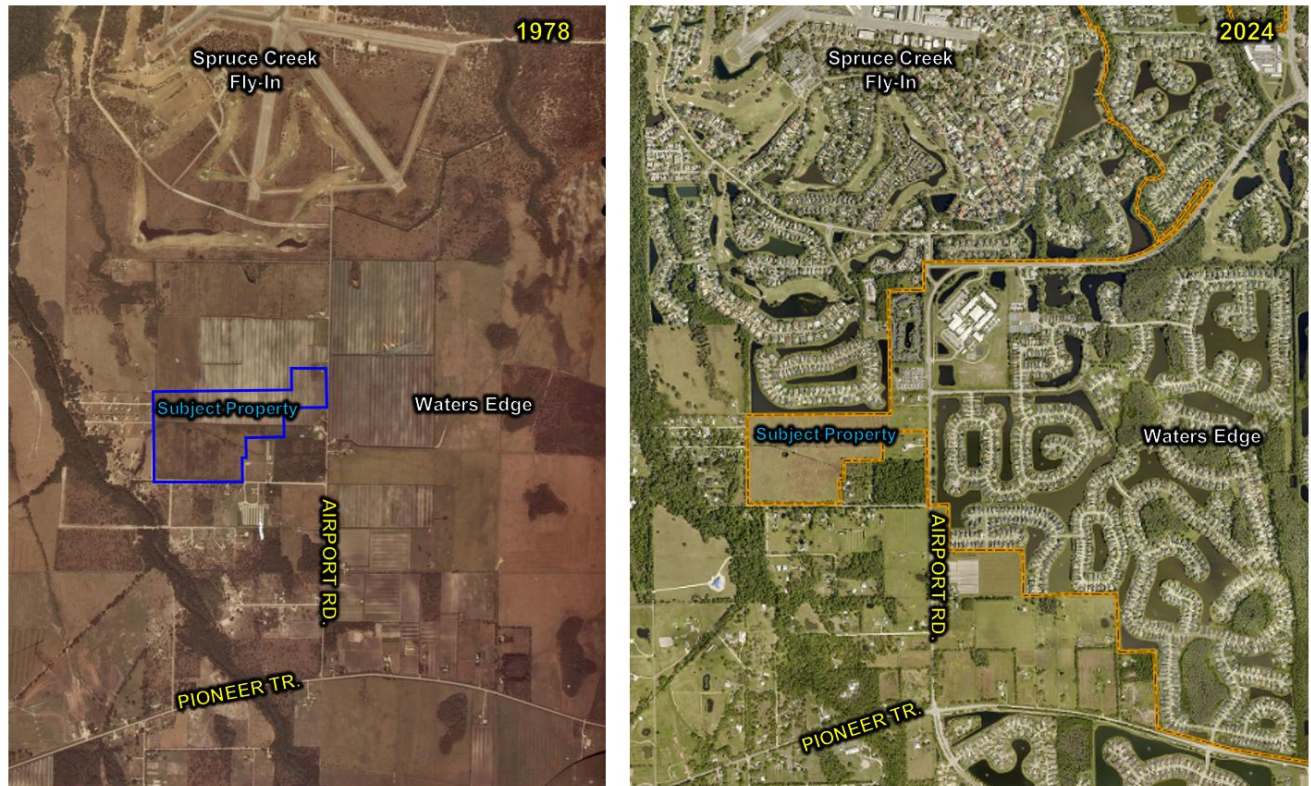 1978
Spruce Creek
Fly-In
Subject Property
Waters Edge
AIRPORT RD.
PIONEER TR.
2024
Spruce Creek
Fly-In
Subject Property
Waters Edge
AIRPORT RD.
PIONEER TR.